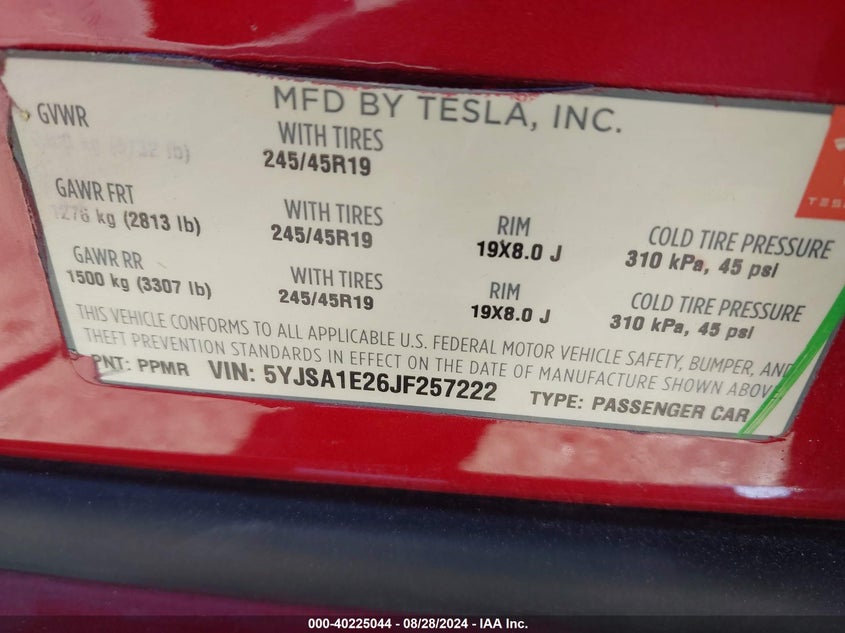 MFD BY TESLA, INC.
GVWR
lb)
WITH TIRES
245/45R19
GAWR FRT
1276 kg (2813 lb)
WITH TIRES
245/45R19
RIM
19X8.0 J
COLD TIRE PRESSURE
310 kPa, 45 psi
GAWR RR
1500 kg (3307 lb)
WITH TIRES
245/45R19
RIM
19X8.0 J
COLD TIRE PRESSURE
310 kPa, 45 psi
THIS VEHICLE CONFORMS TO ALL APPLICABLE U.S. FEDERAL MOTOR VEHICLE SAFETY, BUMPER, AND
THEFT PREVENTION STANDARDS IN EFFECT ON THE DATE OF MANUFACTURE SHOWN ABOVE
PNT: PPMR VIN: 5YJSA1E26JF257222 TYPE: PASSENGER CAR
000-40225044 - 08/28/2024 - IAA Inc.